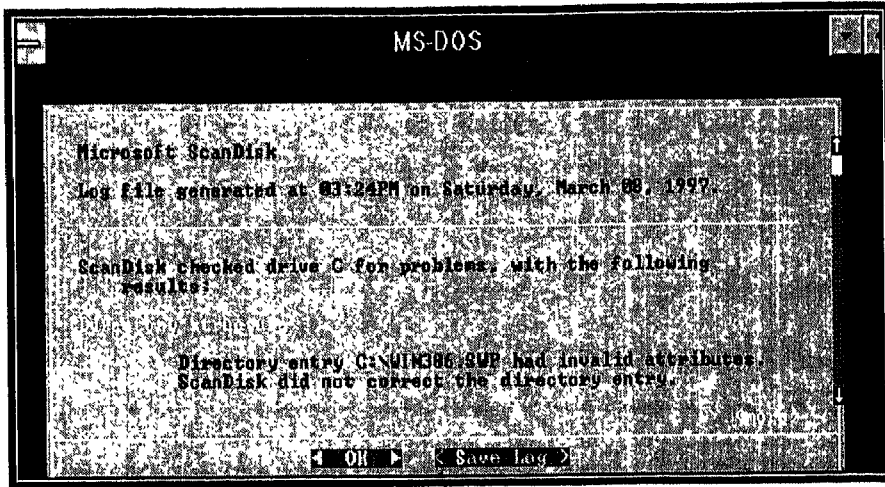 MS-DOS
Microsoft ScanDisk
Log file generated at 03:24PM on Saturday, March 08, 1997.
ScanDisk checked drive C for problems, with the following
results:
Directory entry C:\WIN386.SWP had invalid attributes.
ScanDisk did not correct the directory entry.
◄ OK ► < Save Log >